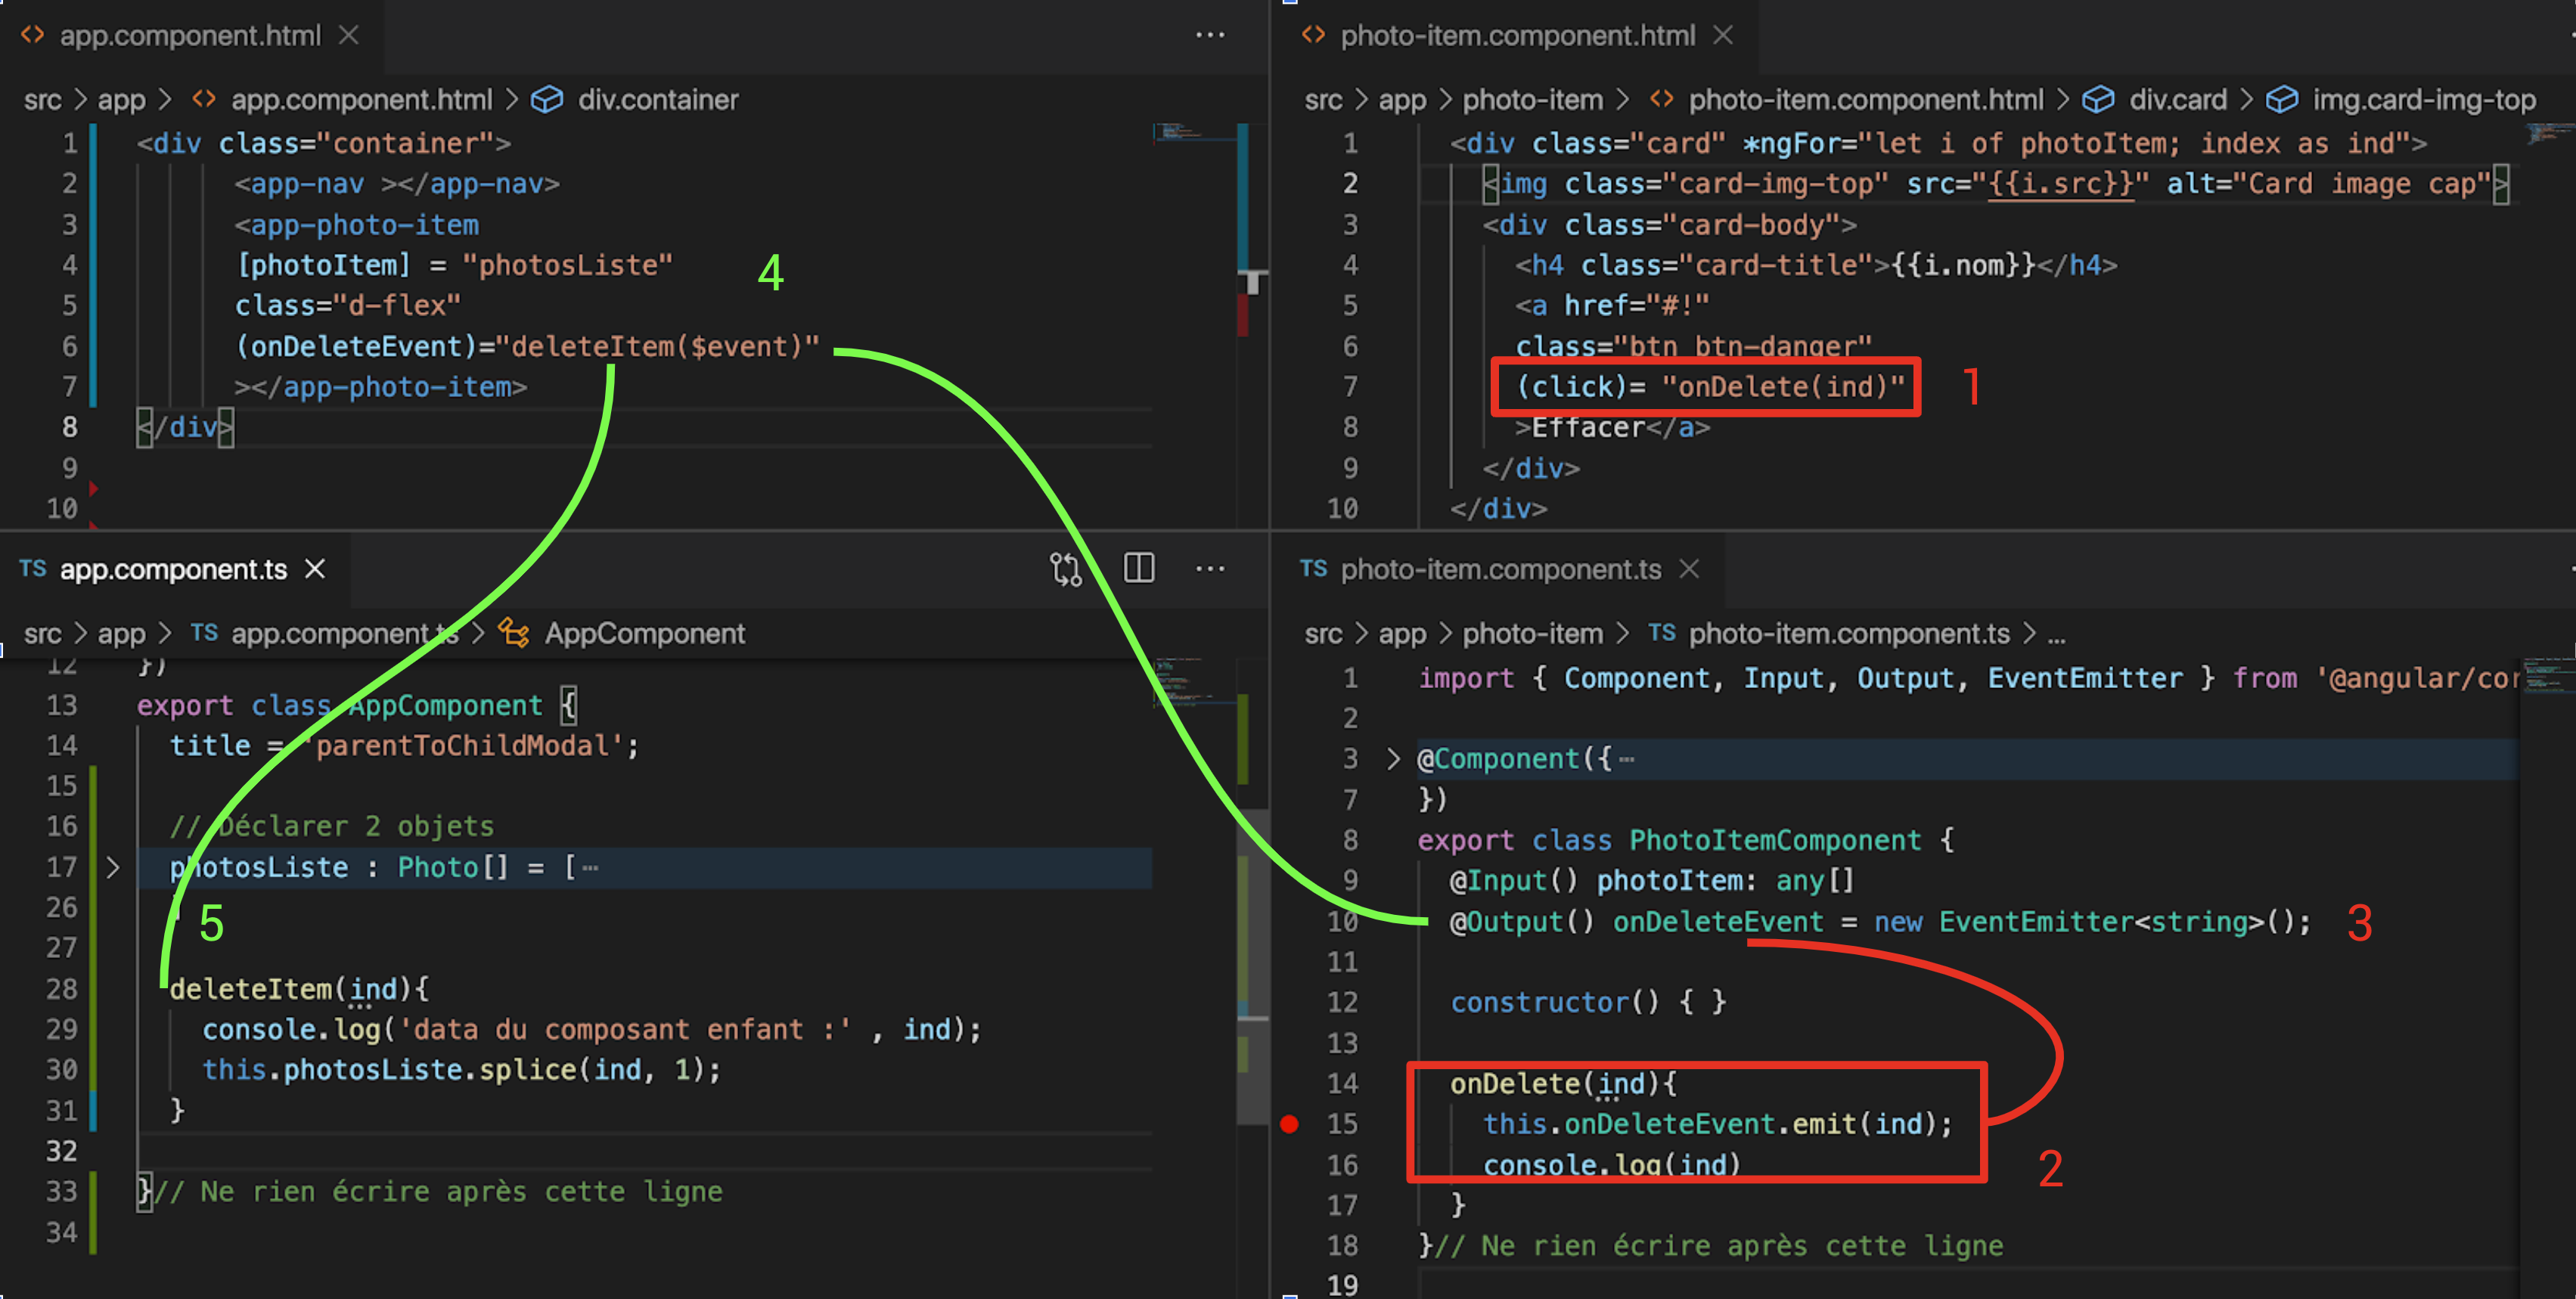 app.component.html
src > app > app.component.html > div.container
1 <div class="container">
2 <app-nav ></app-nav>
3 <app-photo-item
4 [photoItem] = "photosListe"
5 class="d-flex"
6 (onDeleteEvent)="deleteItem($event)"
7 ></app-photo-item>
8 </div>
9
10
4
photo-item.component.html
src > app > photo-item > photo-item.component.html > div.card > img.card-img-top
1 <div class="card" *ngFor="let i of photoItem; index as ind">
2 <img class="card-img-top" src="{{i.src}}" alt="Card image cap">
3 <div class="card-body">
4 <h4 class="card-title">{{i.nom}}</h4>
5 <a href="#!"
6 class="btn btn-danger"
7 (click)= "onDelete(ind)"
8 >Effacer</a>
9 </div>
10 </div>
1
TS app.component.ts
src > app > TS app.component.ts > AppComponent
12 })
13 export class AppComponent {
14 title = 'parentToChildModal';
15
16 // Déclarer 2 objets
17 photosListe : Photo[] = [
26 ]
27
28 deleteItem(ind){
29 console.log('data du composant enfant :' , ind);
30 this.photosListe.splice(ind, 1);
31 }
32
33 }// Ne rien écrire après cette ligne
34
5
TS photo-item.component.ts
src > app > photo-item > TS photo-item.component.ts > ...
1 import { Component, Input, Output, EventEmitter } from '@angular/cor
2
3 @Component({
7 })
8 export class PhotoItemComponent {
9 @Input() photoItem: any[]
10 @Output() onDeleteEvent = new EventEmitter<string>();
11
12 constructor() { }
13
14 onDelete(ind){
15 this.onDeleteEvent.emit(ind);
16 console.log(ind)
17 }
18 }// Ne rien écrire après cette ligne
19
3
2